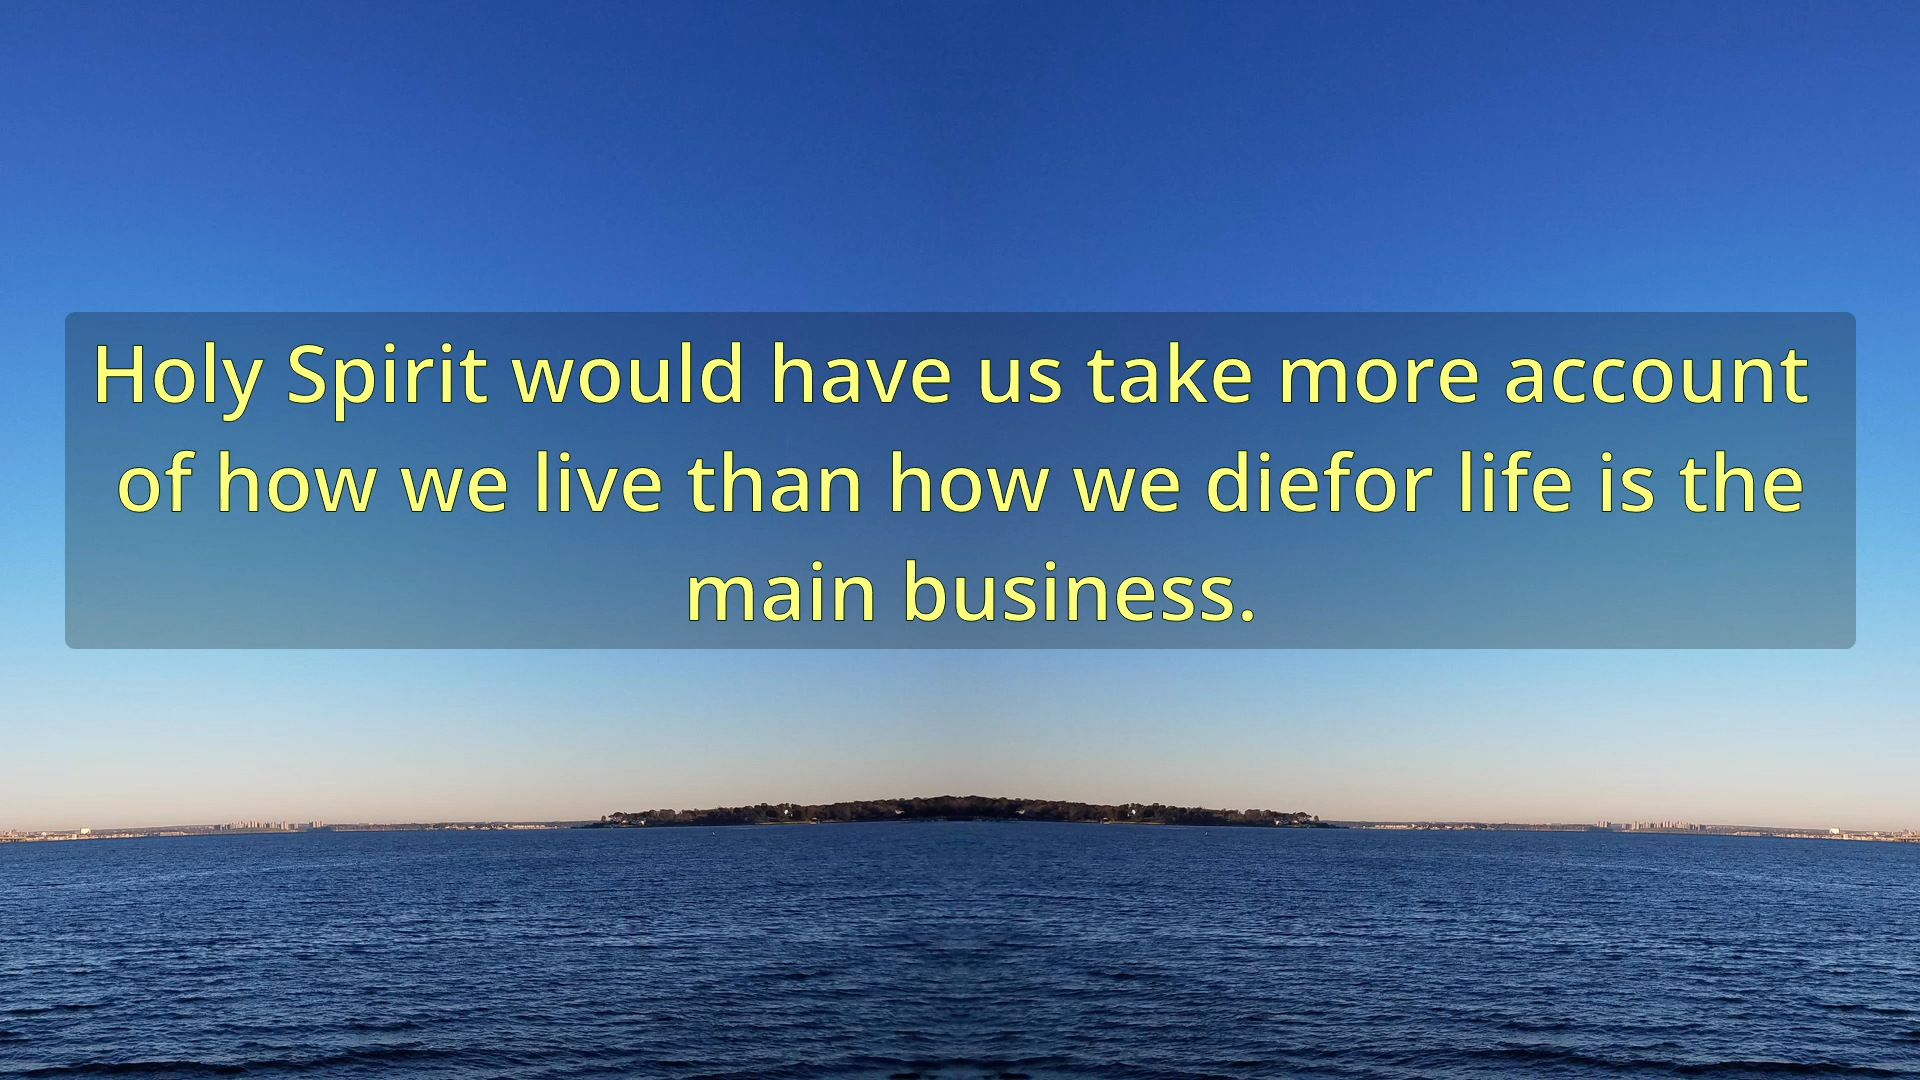 Holy Spirit would have us take more account
of how we live than how we diefor life is the
main business.